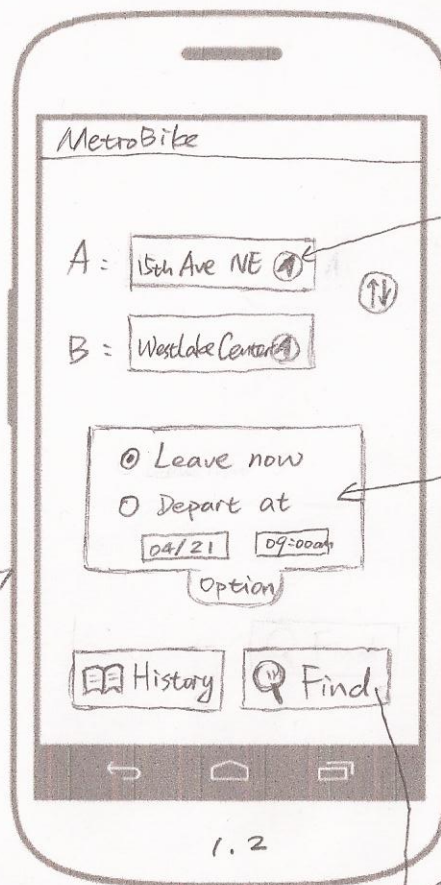 MetroBike
A : 15th Ave NE
B : Westlake Center
Leave now
Depart at
04/21 09:00am
Option
History Find
1.2